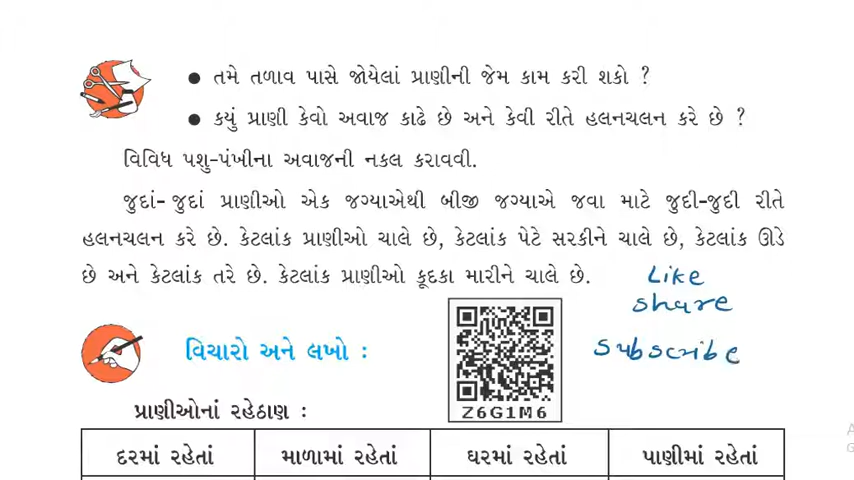 ● તમે તળાવ પાસે જોયેલાં પ્રાણીની જેમ કામ કરી શકો ?
● કયું પ્રાણી કેવો અવાજ કાઢે છે અને કેવી રીતે હલનચલન કરે છે ?
વિવિધ પશુ-પંખીના અવાજની નકલ કરાવવી.
જુદાં- જુદાં પ્રાણીઓ એક જગ્યાએથી બીજી જગ્યાએ જવા માટે જુદી-જુદી રીતે
હલનચલન કરે છે. કેટલાંક પ્રાણીઓ ચાલે છે, કેટલાંક પેટે સરકીને ચાલે છે, કેટલાંક ઊડે
છે અને કેટલાંક તરે છે. કેટલાંક પ્રાણીઓ કૂદકા મારીને ચાલે છે.
Like
share
subscribe
વિચારો અને લખો :
Z6G1M6
પ્રાણીઓનાં રહેઠાણ :
દરમાં રહેતાં માળામાં રહેતાં ઘરમાં રહેતાં પાણીમાં રહેતાં